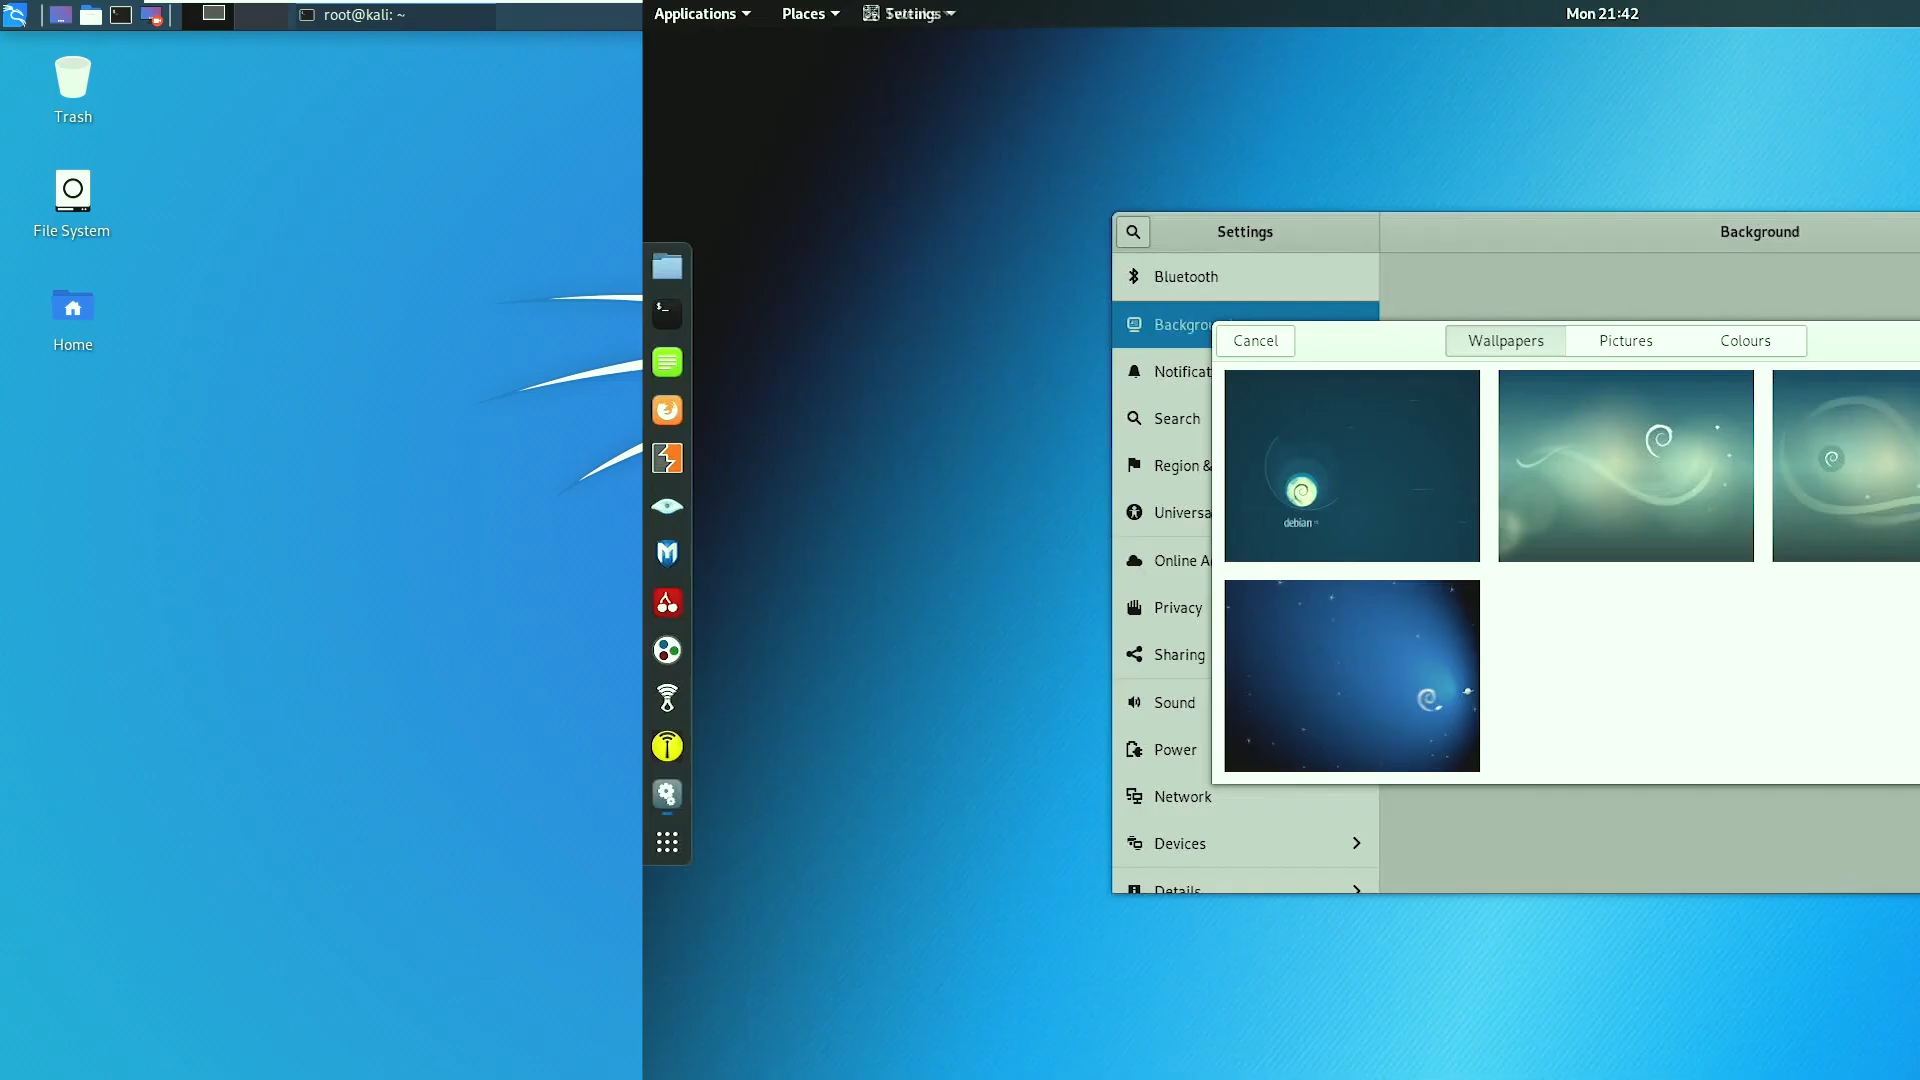 root@kali: ~
Trash
File System
Home
Applications
Places
Settings
Mon 21:42
Settings
Background
Bluetooth
Cancel
Wallpapers
Pictures
Colours
Search
Region &
Privacy
Sharing
Sound
Power
Network
Devices
Details
debian
$_